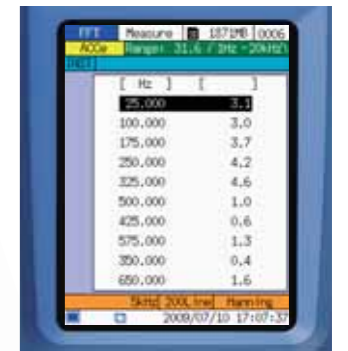 FFT Measure 1871MB 0006
ACCe Range: 31.6 / 1Hz - 20kHz
INST
[ Hz ] [ ]
25.000 3.1
100.000 3.0
175.000 3.7
250.000 4.2
325.000 4.6
500.000 1.0
425.000 0.6
575.000 1.3
350.000 0.4
650.000 1.6
5kHz 200Line Hanning
2009/07/10 17:07:37